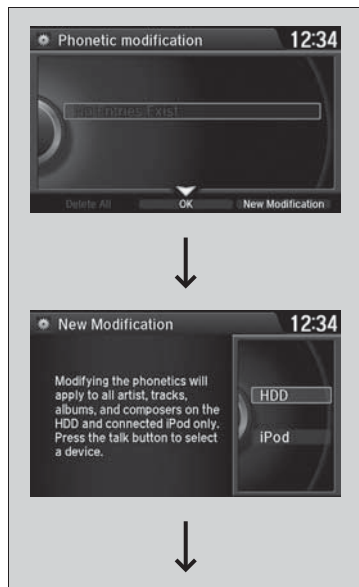 Phonetic modification 12:34
No Entries Exist
Delete All OK New Modification
New Modification 12:34
Modifying the phonetics will
apply to all artist, tracks,
albums, and composers on the
HDD and connected iPod only.
Press the talk button to select
a device.
HDD
iPod